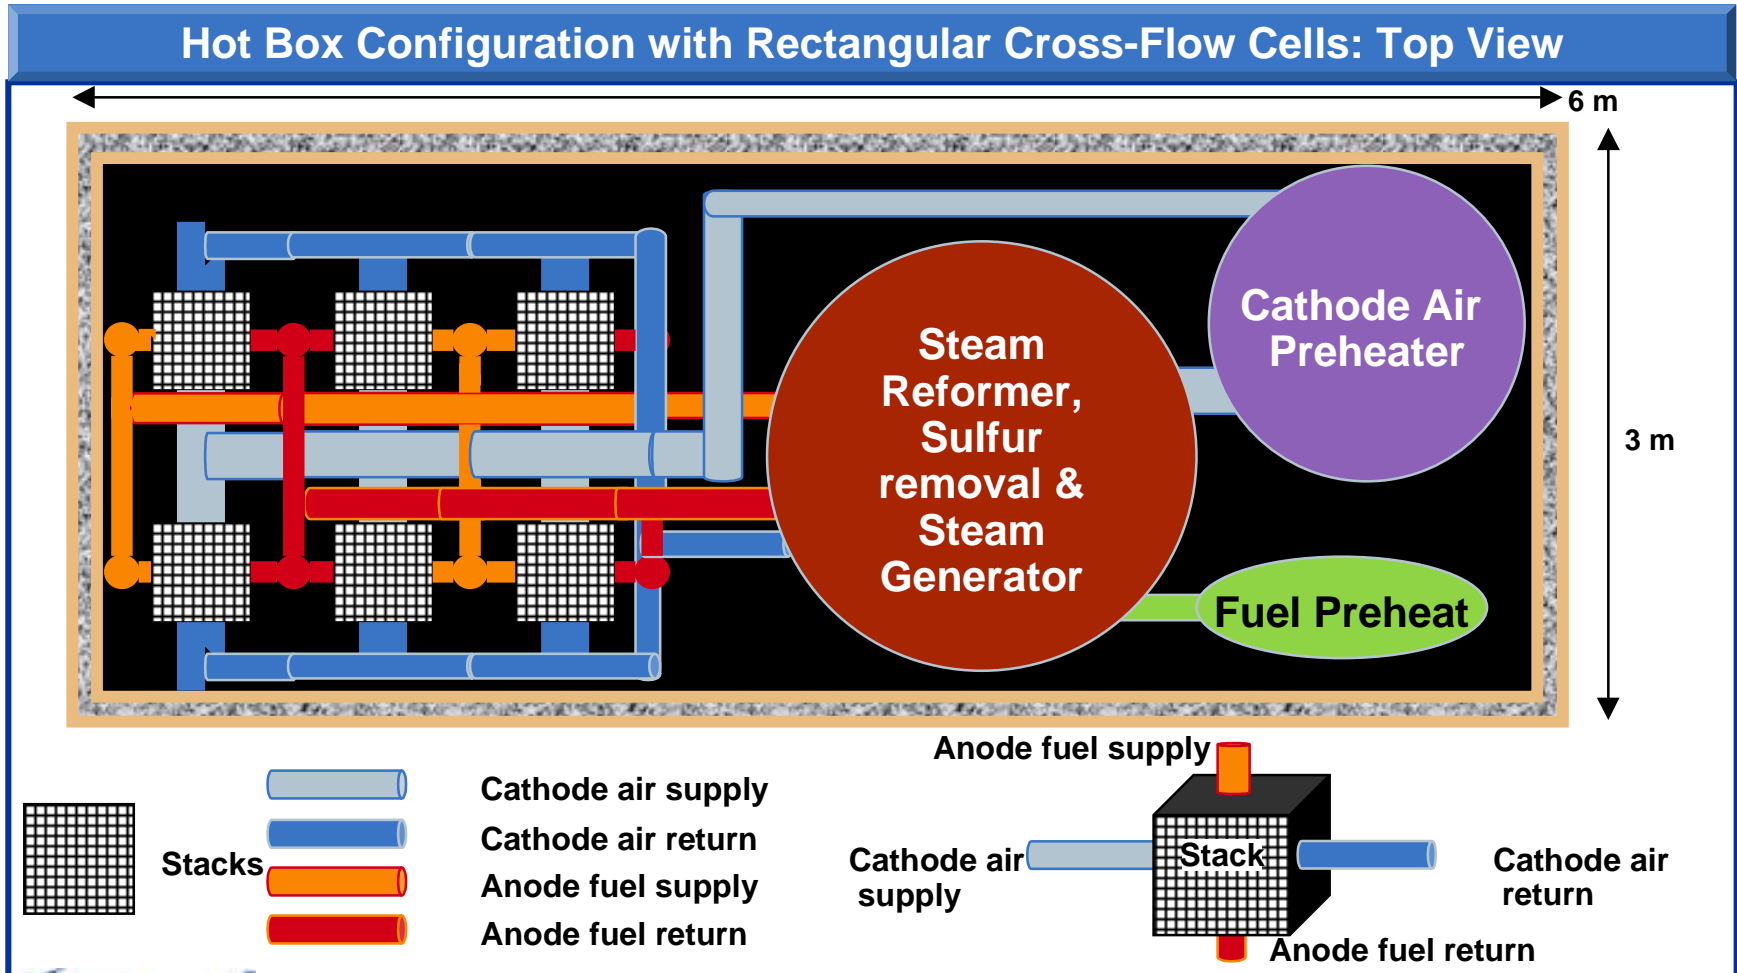 Hot Box Configuration with Rectangular Cross-Flow Cells: Top View
6 m
3 m
Cathode Air
Preheater
Steam
Reformer,
Sulfur
removal &
Steam
Generator
Fuel Preheat
Stacks
Cathode air supply
Cathode air return
Anode fuel supply
Anode fuel return
Anode fuel supply
Cathode air
supply
Stack
Cathode air
return
Anode fuel return